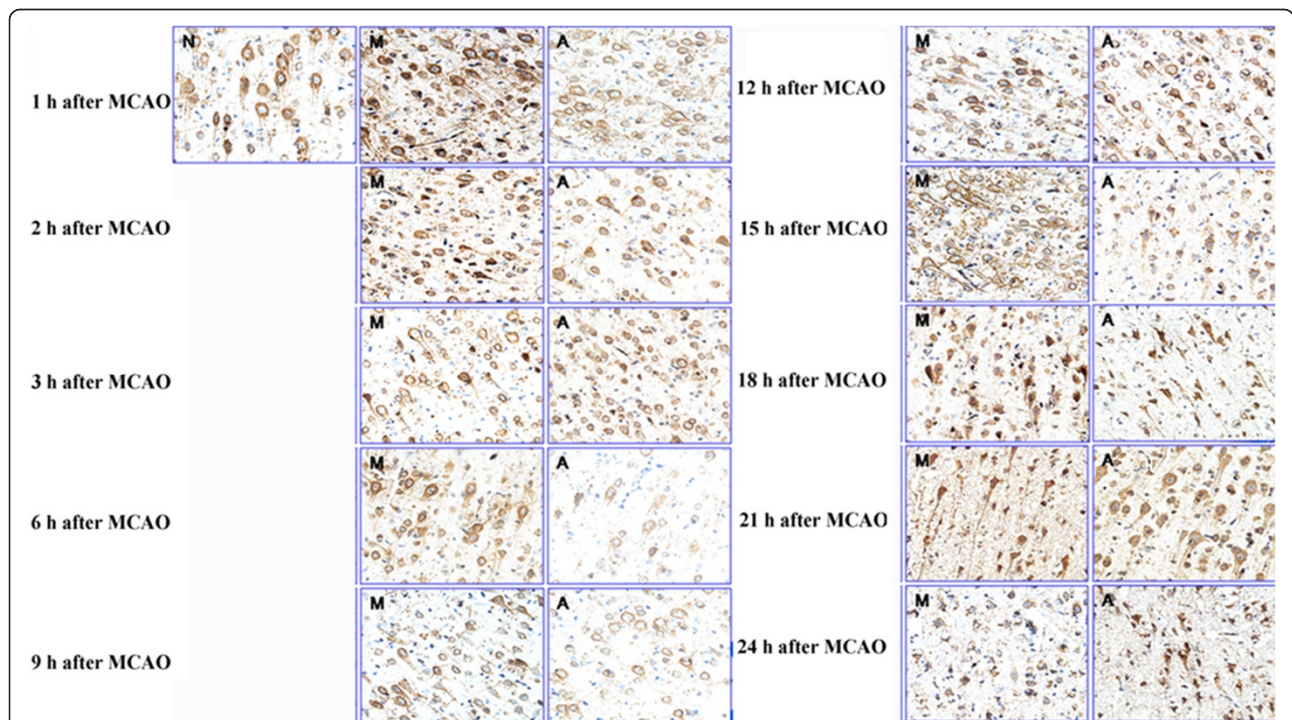 1 h after MCAO N M A 12 h after MCAO M A
2 h after MCAO M A 15 h after MCAO M A
3 h after MCAO M A 18 h after MCAO M A
6 h after MCAO M A 21 h after MCAO M A
9 h after MCAO M A 24 h after MCAO M A